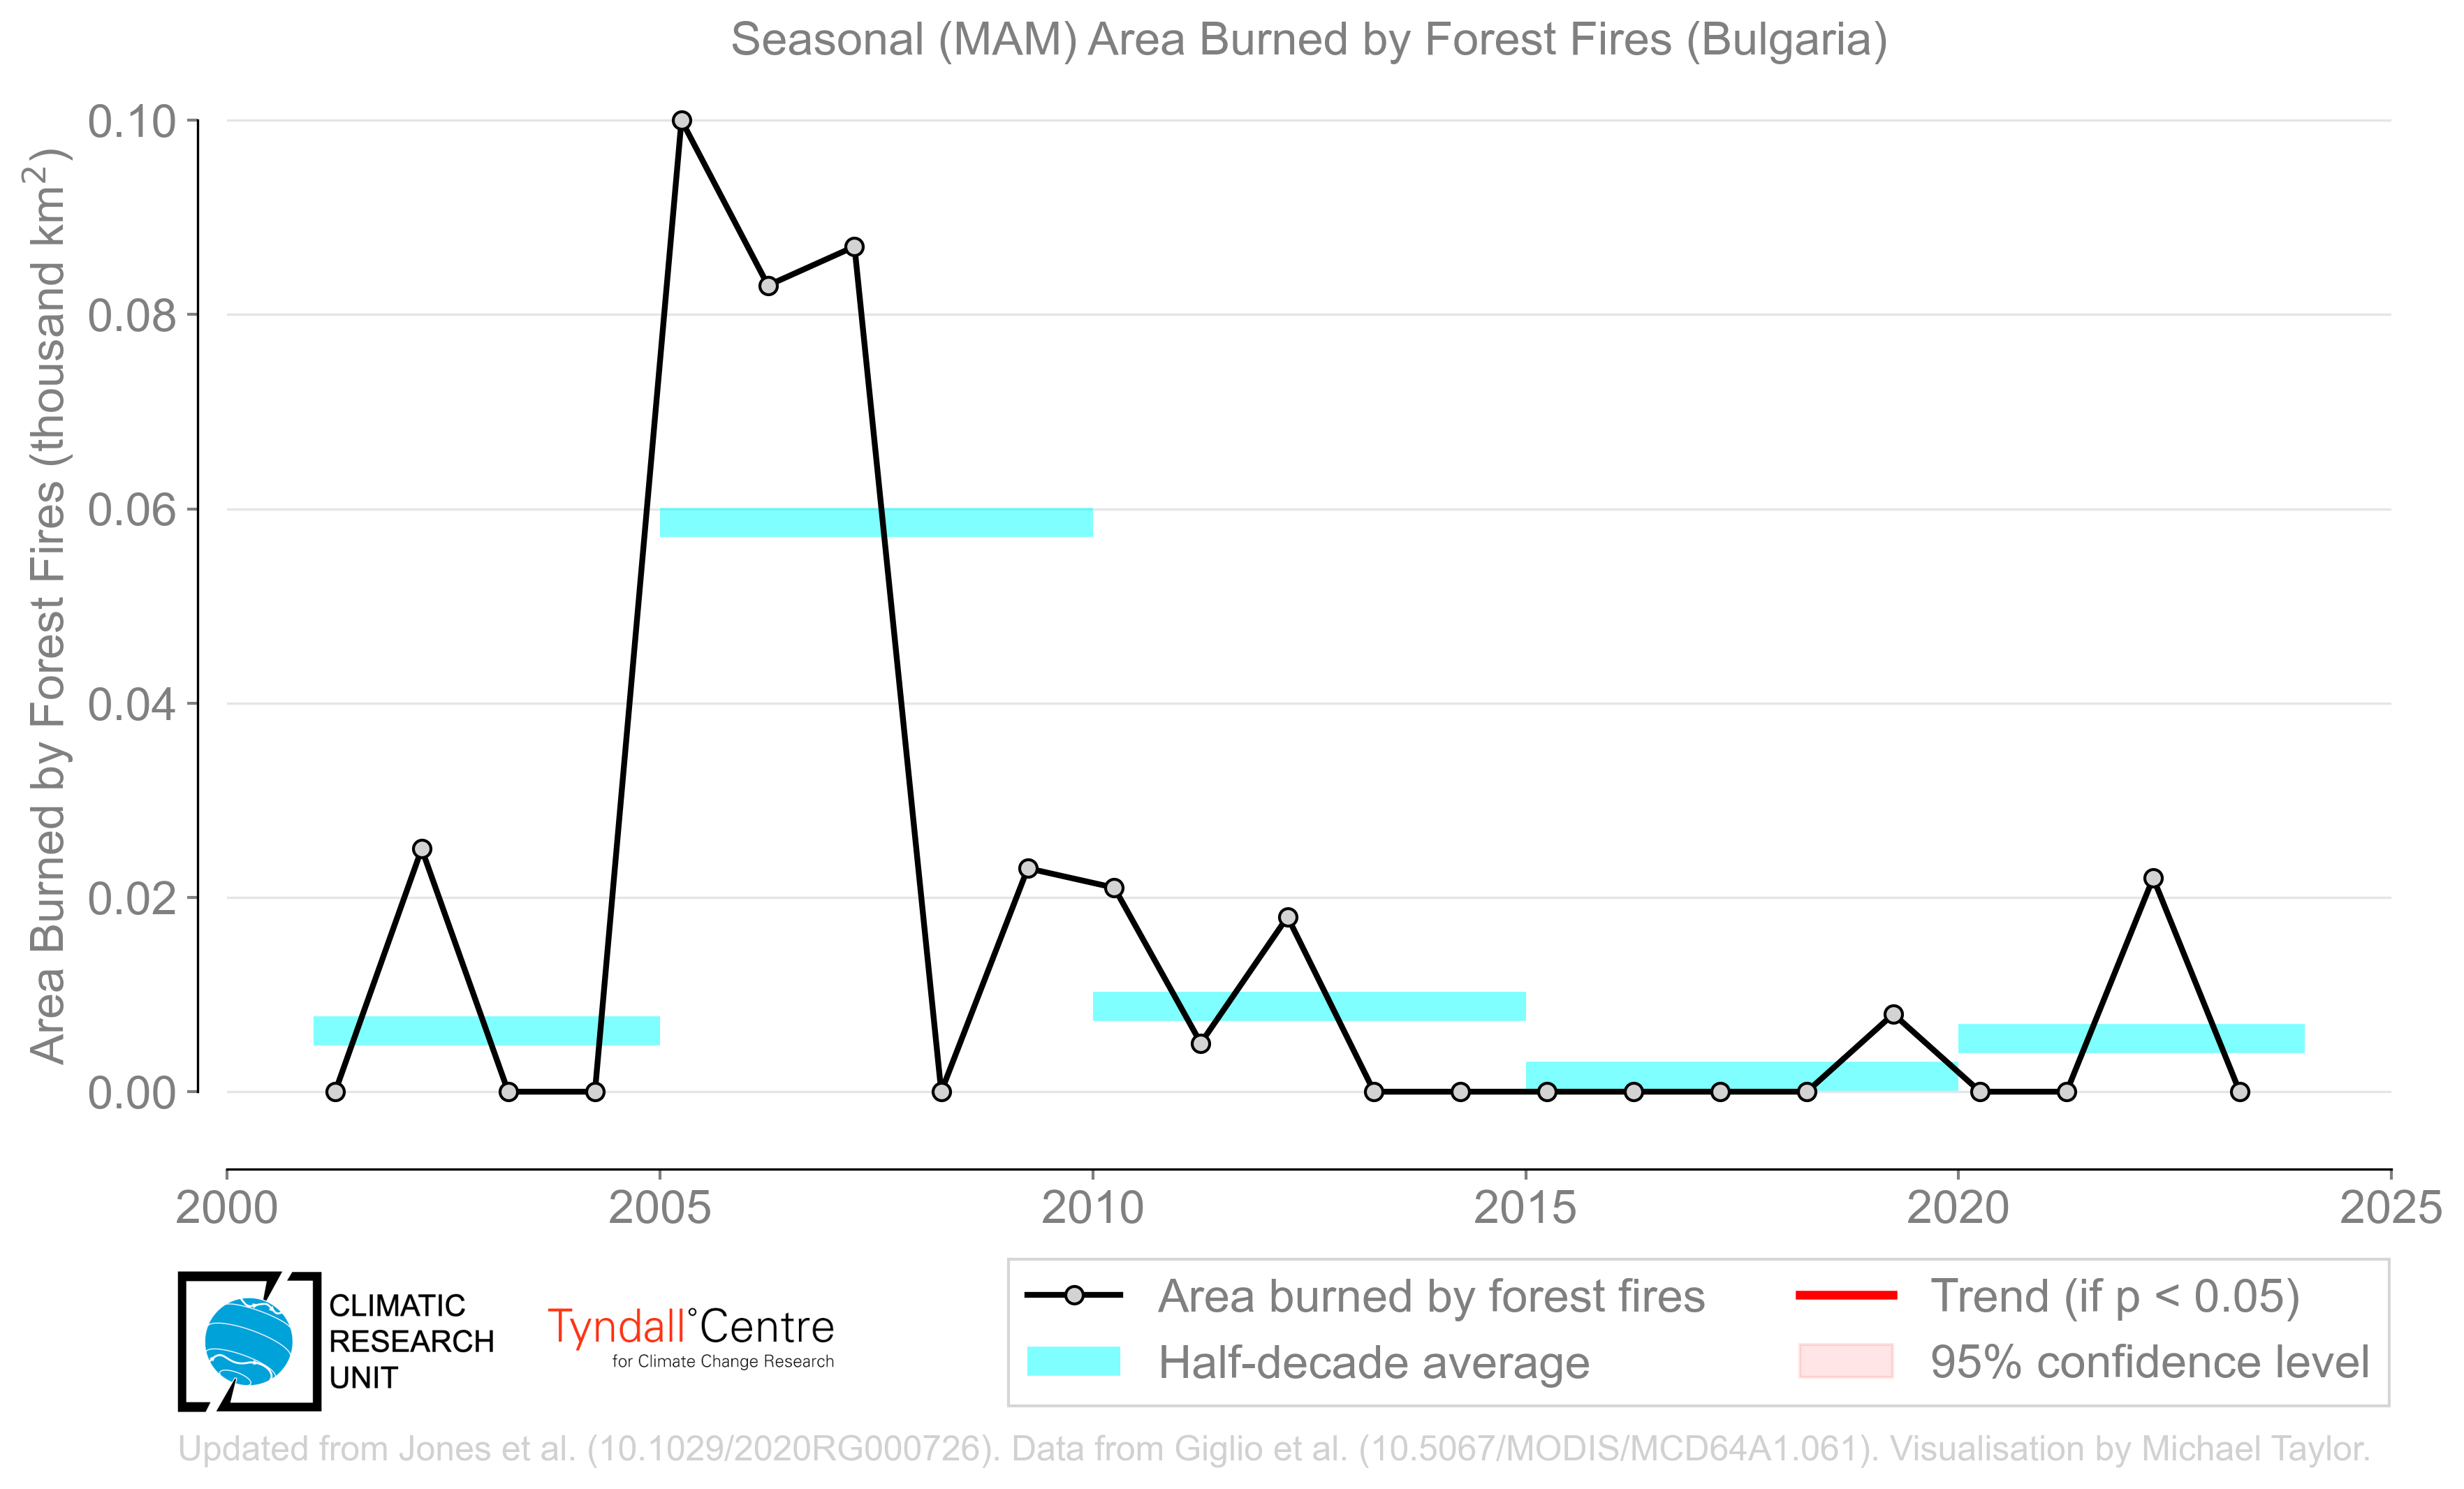 Seasonal (MAM) Area Burned by Forest Fires (Bulgaria)
Area Burned by Forest Fires (thousand km²)
0.10
0.08
0.06
0.04
0.02
0.00
2000
2005
2010
2015
2020
2025
CLIMATIC
RESEARCH
UNIT
Tyndall°Centre
for Climate Change Research
Area burned by forest fires
Half-decade average
Trend (if p < 0.05)
95% confidence level
Updated from Jones et al. (10.1029/2020RG000726). Data from Giglio et al. (10.5067/MODIS/MCD64A1.061). Visualisation by Michael Taylor.